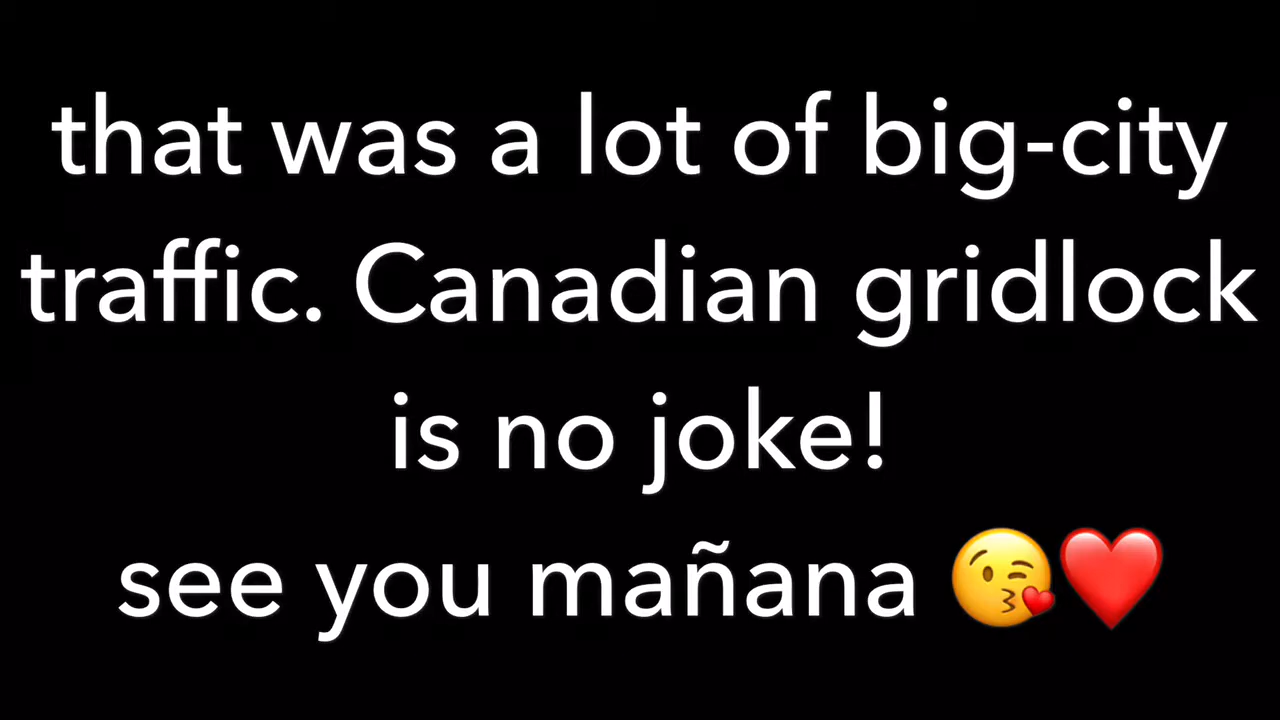 that was a lot of big-city
traffic. Canadian gridlock
is no joke!
see you mañana 😘❤️